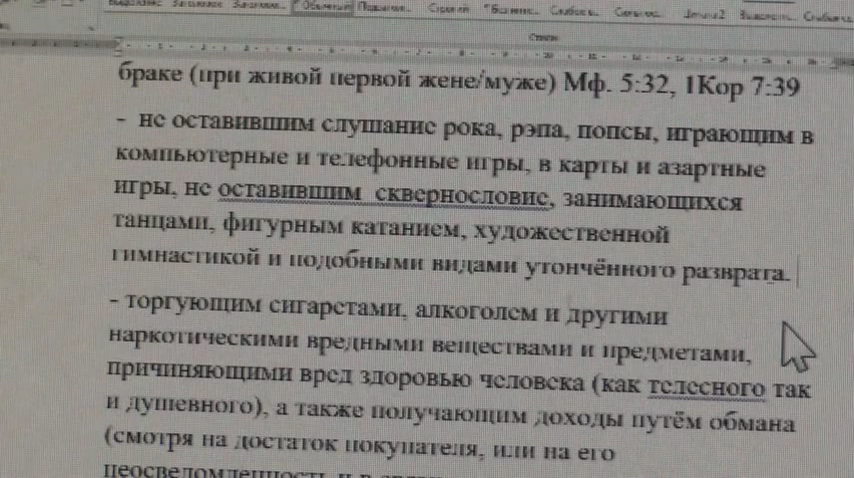 браке (при живой первой жене/муже) Мф. 5:32, 1Кор 7:39
- не оставившим слушание рока, рэпа, попсы, играющим в
компьютерные и телефонные игры, в карты и азартные
игры, не оставившим сквернословие, занимающихся
танцами, фигурным катанием, художественной
гимнастикой и подобными видами утончённого разврата.
- торгующим сигаретами, алкоголем и другими
наркотическими вредными веществами и предметами,
причиняющими вред здоровью человека (как телесного так
и душевного), а также получающим доходы путём обмана
(смотря на достаток покупателя, или на его